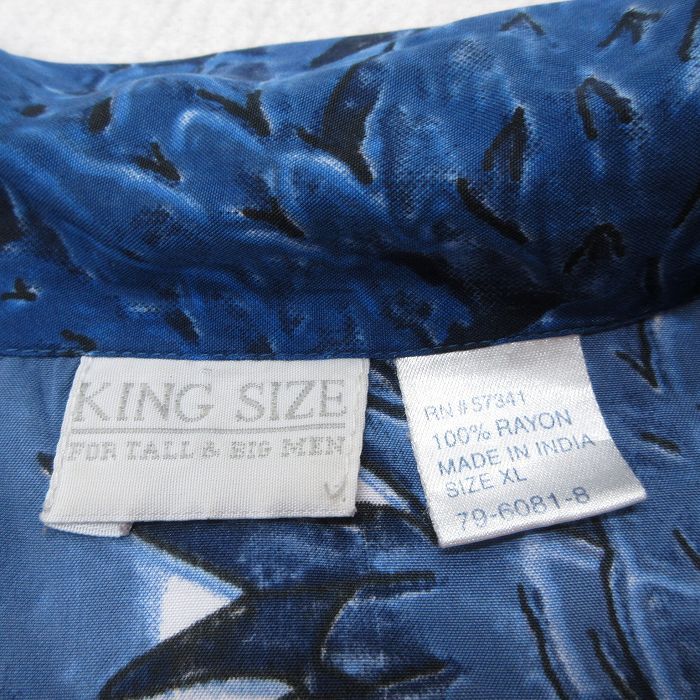 KING SIZE
FOR TALL & BIG MEN
RN # 57341
100% RAYON
MADE IN INDIA
SIZE XL
79-6081-8